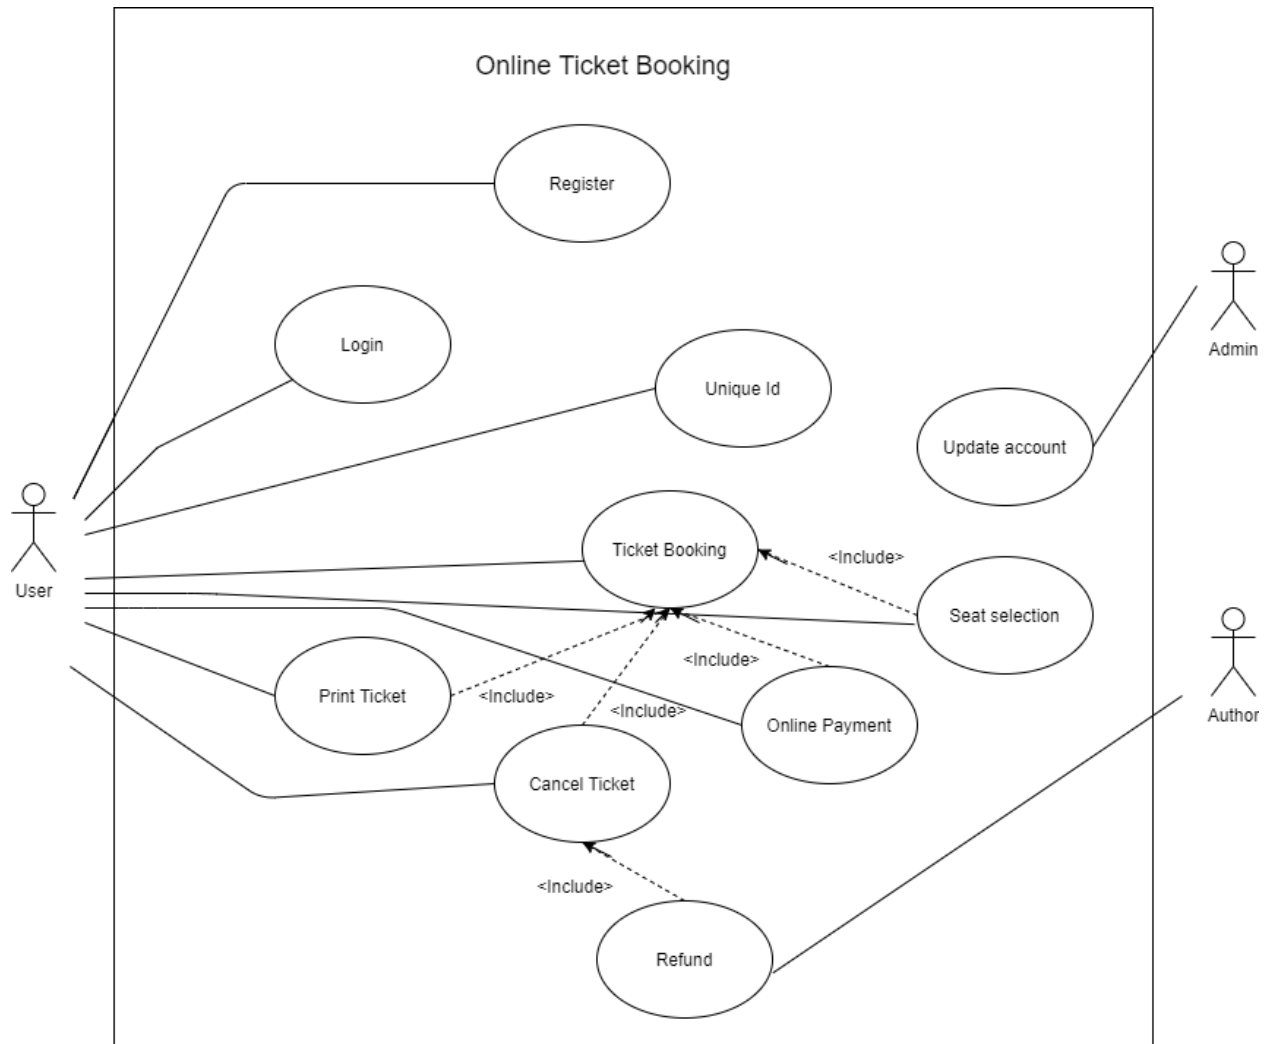 Online Ticket Booking
Register
Login
Unique Id
Admin
Update account
Ticket Booking
<Include>
User
Seat selection
<Include>
Print Ticket
<Include>
<Include>
Online Payment
Author
Cancel Ticket
<Include>
Refund